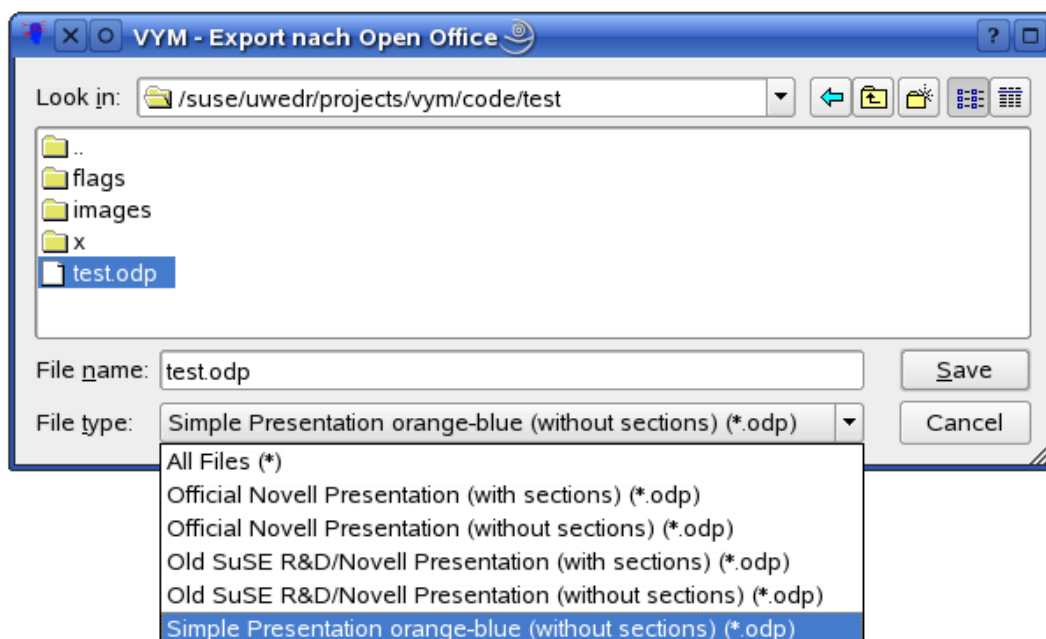 VYM - Export nach Open Office
Look in: /suse/uwedr/projects/vym/code/test
..
flags
images
x
test.odp
File name: test.odp Save
File type: Simple Presentation orange-blue (without sections) (*.odp) Cancel
All Files (*)
Official Novell Presentation (with sections) (*.odp)
Official Novell Presentation (without sections) (*.odp)
Old SuSE R&D/Novell Presentation (with sections) (*.odp)
Old SuSE R&D/Novell Presentation (without sections) (*.odp)
Simple Presentation orange-blue (without sections) (*.odp)